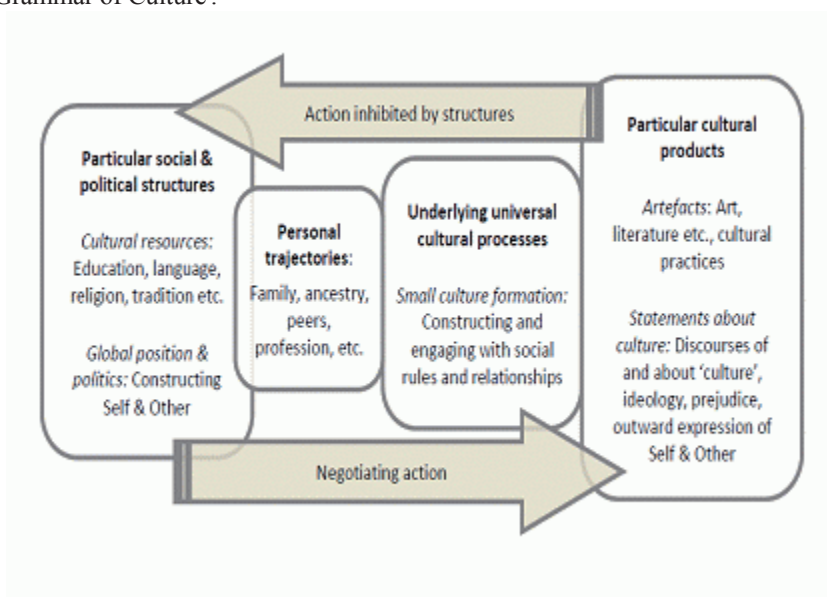 Grammar of Culture'.
Action inhibited by structures
Particular social &
political structures
Cultural resources:
Education, language,
religion, tradition etc.
Global position &
politics: Constructing
Self & Other
Personal
trajectories:
Family, ancestry,
peers,
profession, etc.
Underlying universal
cultural processes
Small culture formation:
Constructing and
engaging with social
rules and relationships
Particular cultural
products
Artefacts: Art,
literature etc., cultural
practices
Statements about
culture: Discourses of
and about 'culture',
ideology, prejudice,
outward expression of
Self & Other
Negotiating action